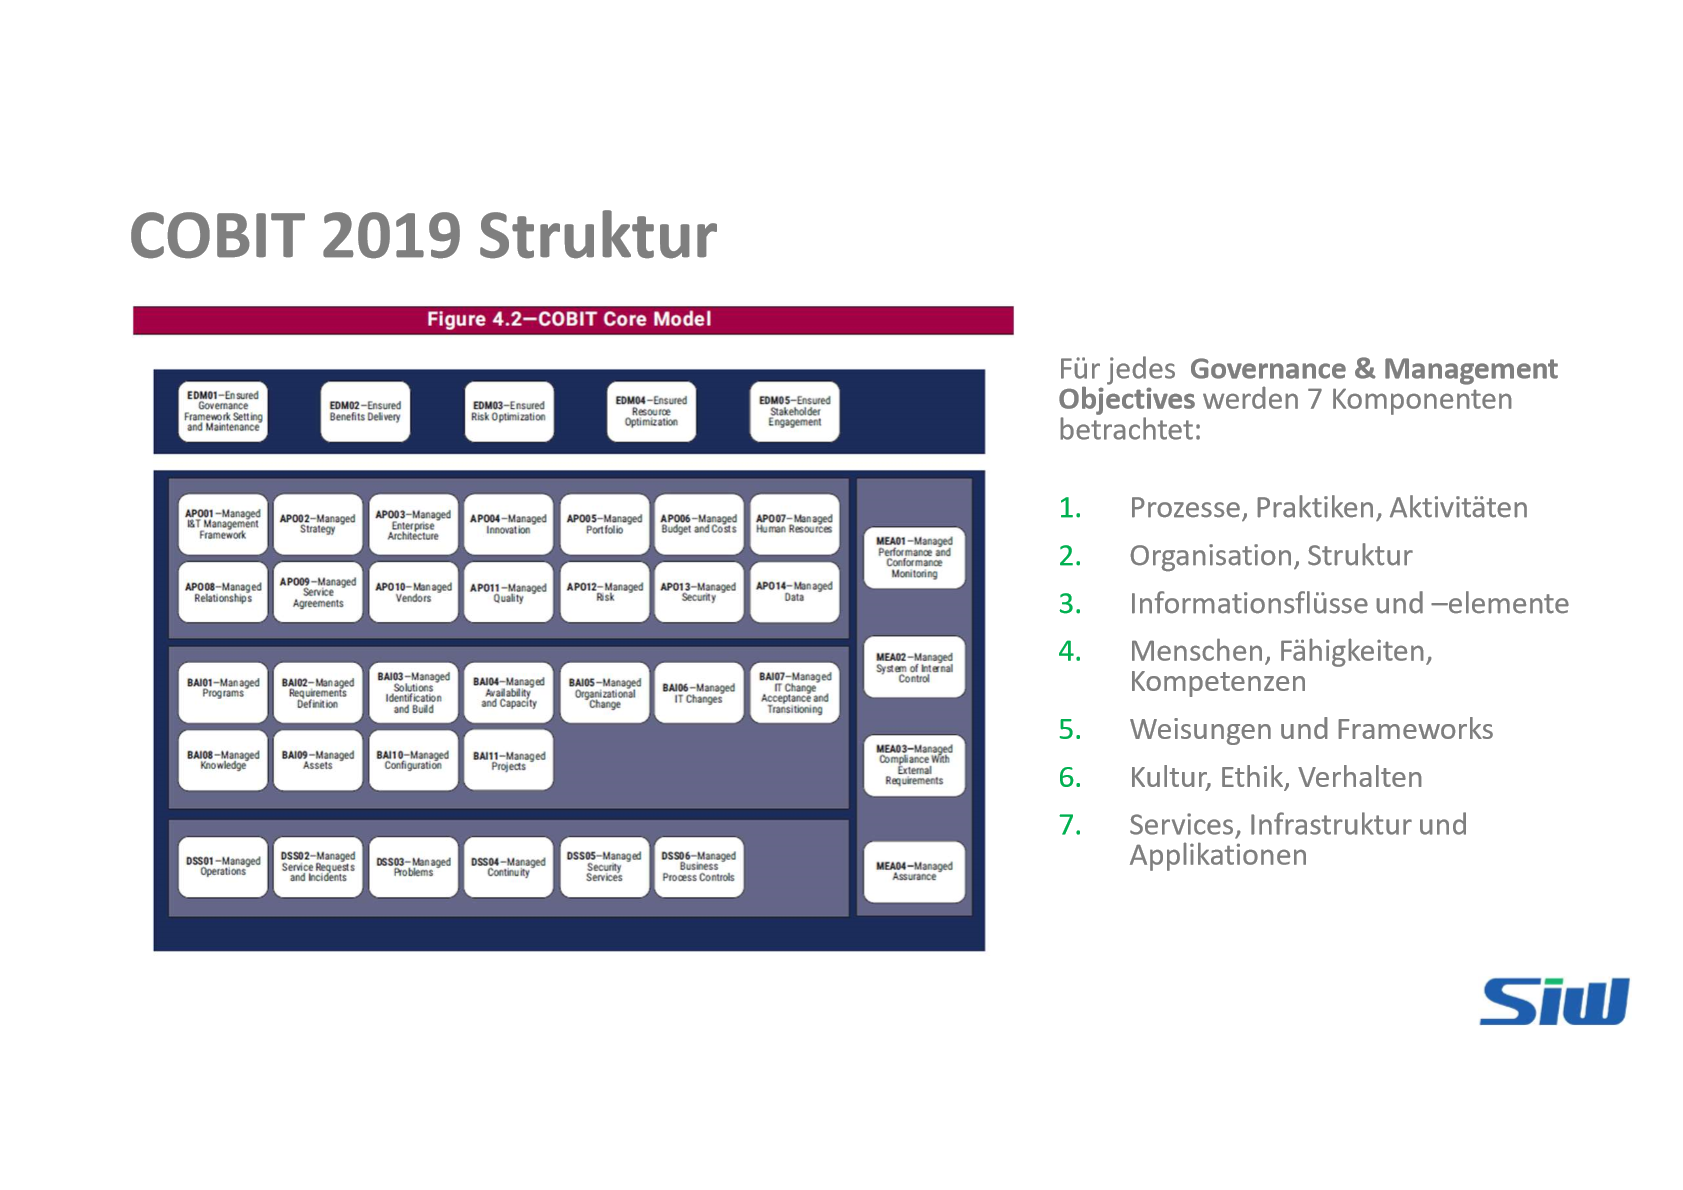 COBIT 2019 Struktur
Figure 4.2—COBIT Core Model
EDM01—Ensured
Governance
Framework Setting
and Maintenance
EDM02—Ensured
Benefits Delivery
EDM03—Ensured
Risk Optimization
EDM04—Ensured
Resource
Optimization
EDM05—Ensured
Stakeholder
Engagement
APO01—Managed
I&T Management
Framework
APO02—Managed
Strategy
APO03—Managed
Enterprise
Architecture
APO04—Managed
Innovation
APO05—Managed
Portfolio
APO06—Managed
Budget and Costs
APO07—Managed
Human Resources
APO08—Managed
Relationships
APO09—Managed
Service
Agreements
APO10—Managed
Vendors
APO11—Managed
Quality
APO12—Managed
Risk
APO13—Managed
Security
APO14—Managed
Data
BAI01—Managed
Programs
BAI02—Managed
Requirements
Definition
BAI03—Managed
Solutions
Identification
and Build
BAI04—Managed
Availability
and Capacity
BAI05—Managed
Organizational
Change
BAI06—Managed
IT Changes
BAI07—Managed
IT Change
Acceptance and
Transitioning
BAI08—Managed
Knowledge
BAI09—Managed
Assets
BAI10—Managed
Configuration
BAI11—Managed
Projects
DSS01—Managed
Operations
DSS02—Managed
Service Requests
and Incidents
DSS03—Managed
Problems
DSS04—Managed
Continuity
DSS05—Managed
Security
Services
DSS06—Managed
Business
Process Controls
MEA01—Managed
Performance and
Conformance
Monitoring
MEA02—Managed
System of Internal
Control
MEA03—Managed
Compliance With
External
Requirements
MEA04—Managed
Assurance
Für jedes Governance & Management
Objectives werden 7 Komponenten
betrachtet:
1. Prozesse, Praktiken, Aktivitäten
2. Organisation, Struktur
3. Informationsflüsse und –elemente
4. Menschen, Fähigkeiten,
Kompetenzen
5. Weisungen und Frameworks
6. Kultur, Ethik, Verhalten
7. Services, Infrastruktur und
Applikationen
Siw